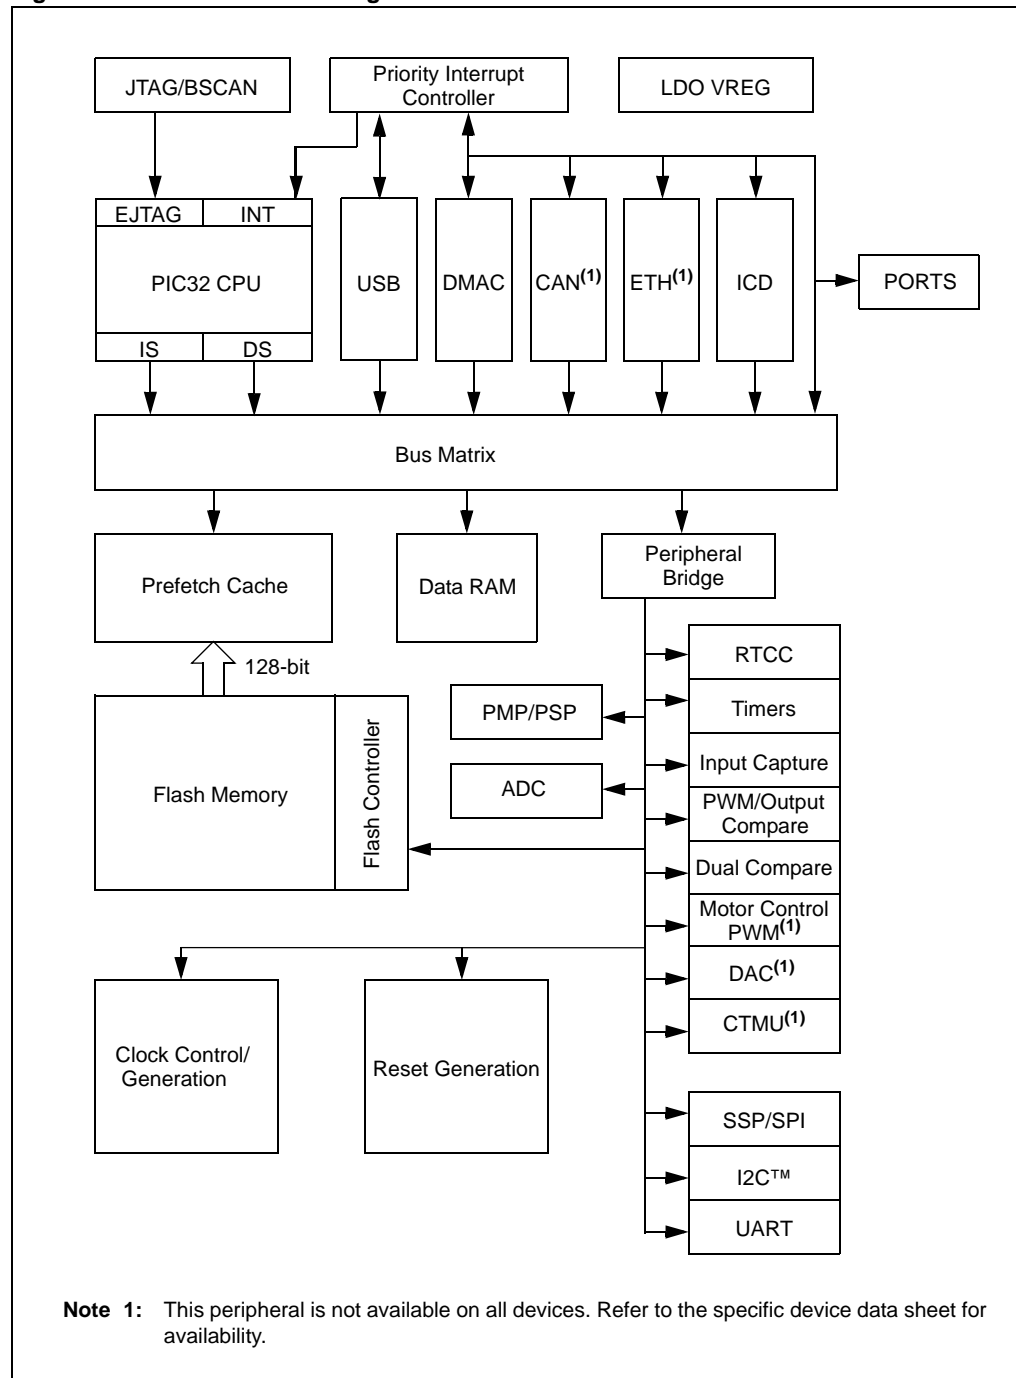 JTAG/BSCAN
Priority Interrupt
Controller
LDO VREG
EJTAG
INT
PIC32 CPU
IS
DS
USB
DMAC
CAN(1)
ETH(1)
ICD
PORTS
Bus Matrix
Prefetch Cache
Data RAM
Peripheral
Bridge
128-bit
Flash Memory
Flash Controller
PMP/PSP
ADC
RTCC
Timers
Input Capture
PWM/Output
Compare
Dual Compare
Motor Control
PWM(1)
DAC(1)
CTMU(1)
Clock Control/
Generation
Reset Generation
SSP/SPI
I2C™
UART
Note 1: This peripheral is not available on all devices. Refer to the specific device data sheet for
availability.